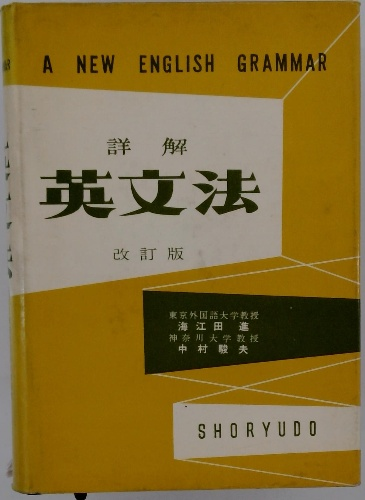 A NEW ENGLISH GRAMMAR
詳解
英文法
改訂版
東京外国語大学教授
海江田進
神奈川大学教授
中村駿夫
SHORYUDO